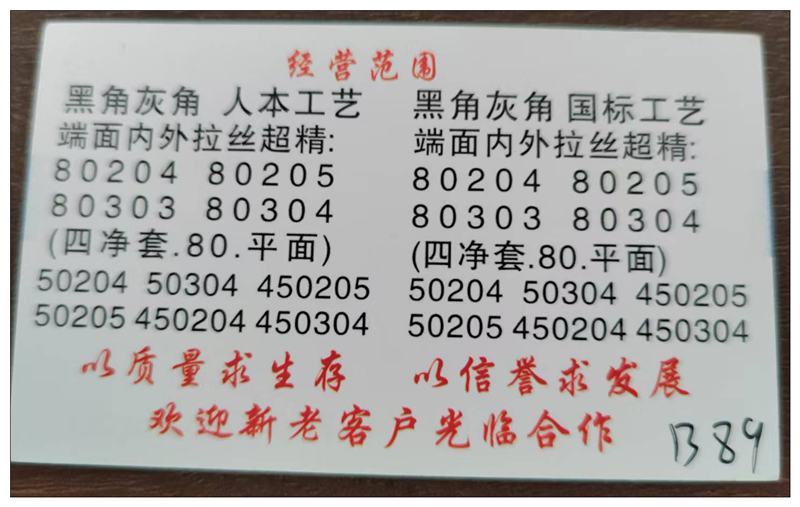 经营范围
黑角灰角 人本工艺
端面内外拉丝超精:
80204 80205
80303 80304
(四净套.80.平面)
50204 50304 450205
50205 450204 450304
黑角灰角 国标工艺
端面内外拉丝超精:
80204 80205
80303 80304
(四净套.80.平面)
50204 50304 450205
50205 450204 450304
以质量求生存 以信誉求发展
欢迎新老客户光临合作
B89